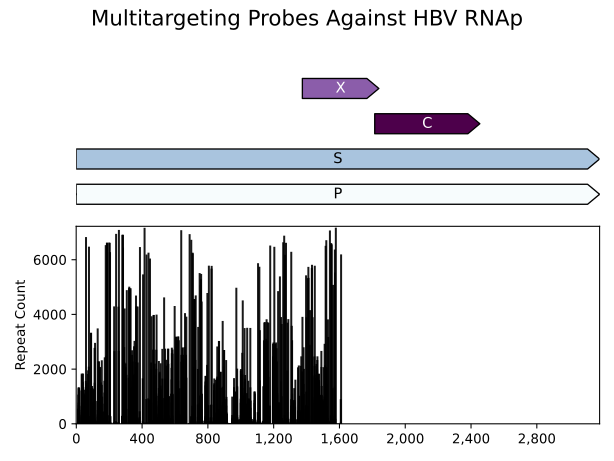 Multitargeting Probes Against HBV RNAp
X
C
S
P
Repeat Count
6000
4000
2000
0
0 400 800 1,200 1,600 2,000 2,400 2,800